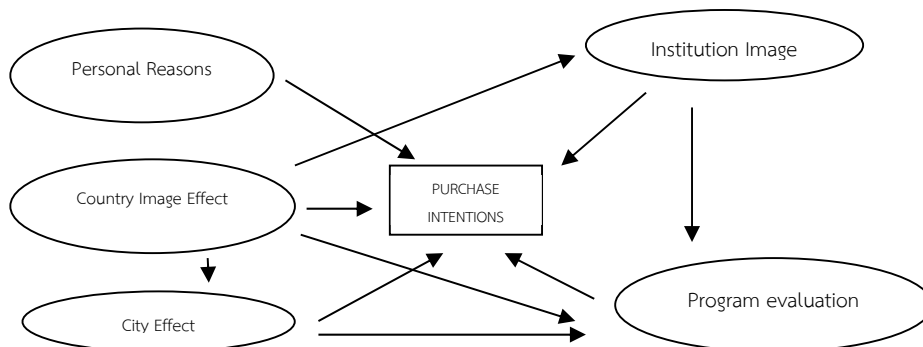 Personal Reasons
Institution Image
Country Image Effect
PURCHASE
INTENTIONS
City Effect
Program evaluation